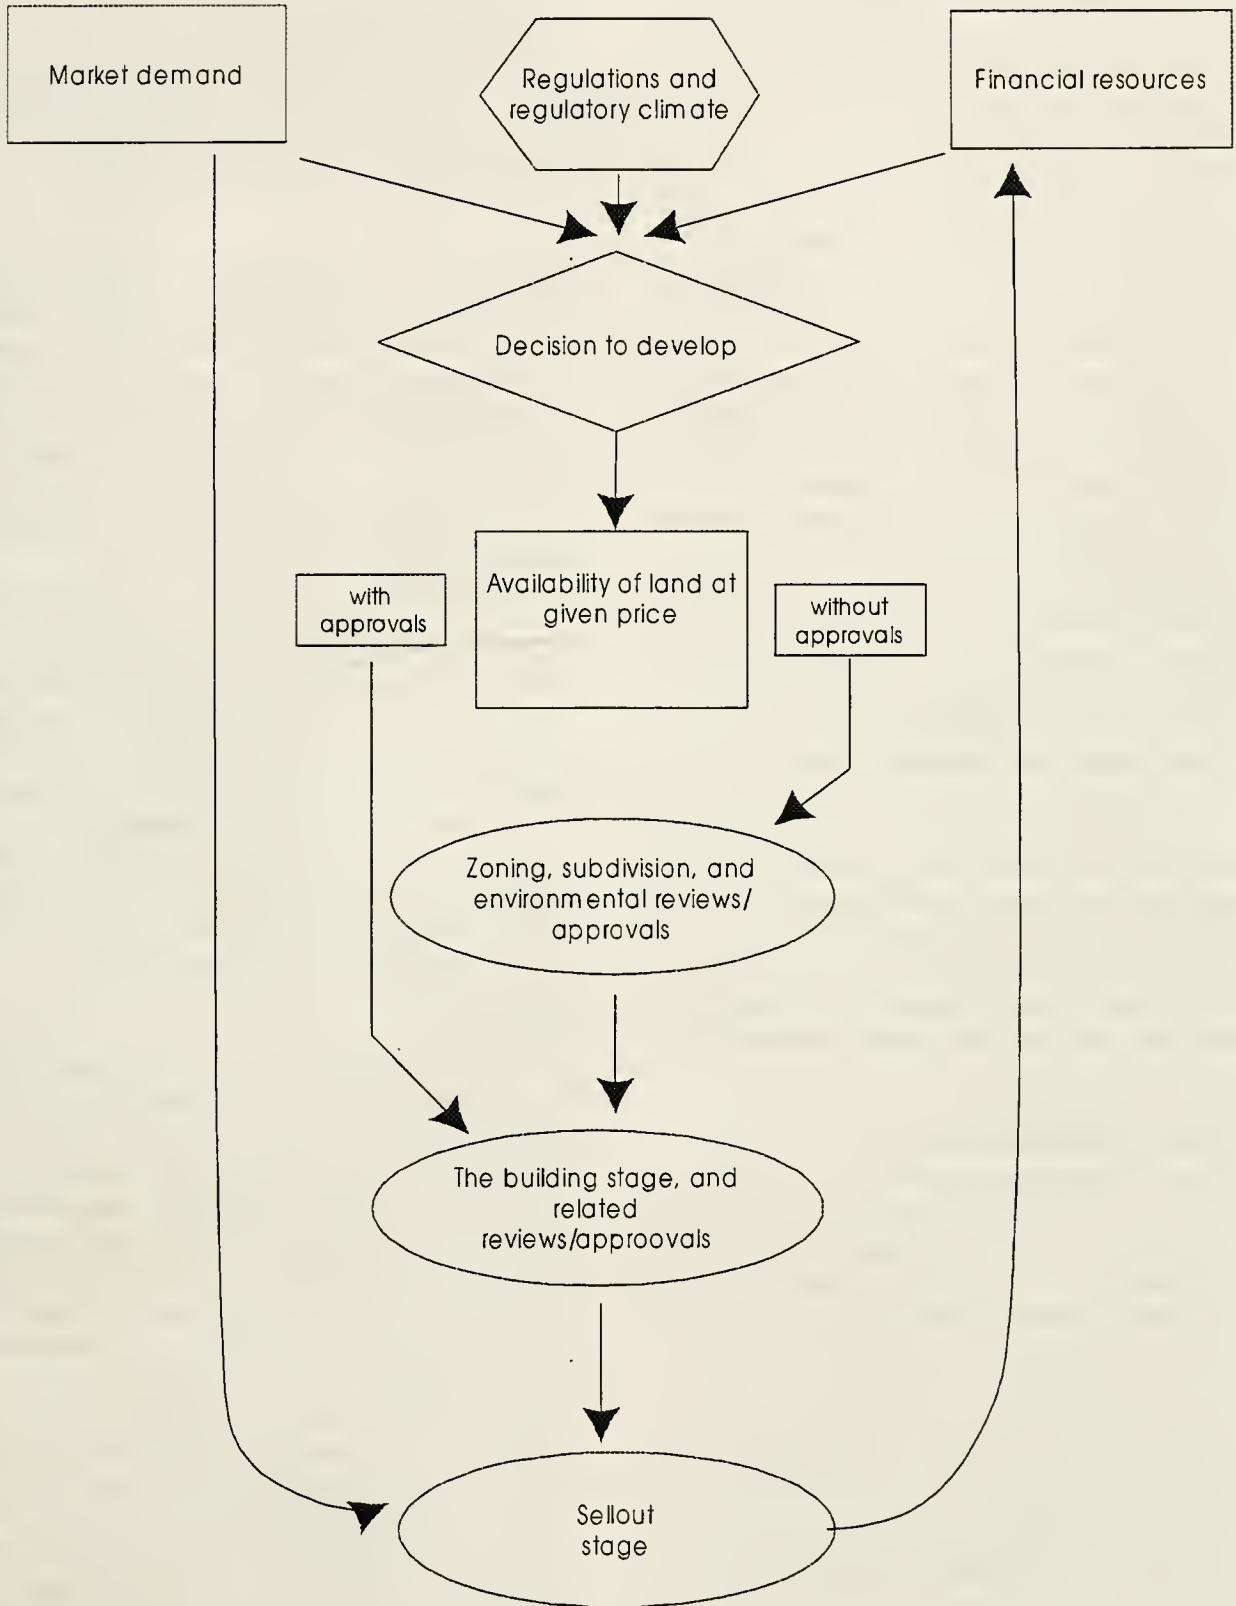 Market demand
Regulations and
regulatory climate
Financial resources
Decision to develop
with
approvals
Availability of land at
given price
without
approvals
Zoning, subdivision, and
environmental reviews/
approvals
The building stage, and
related
reviews/approovals
Sellout
stage